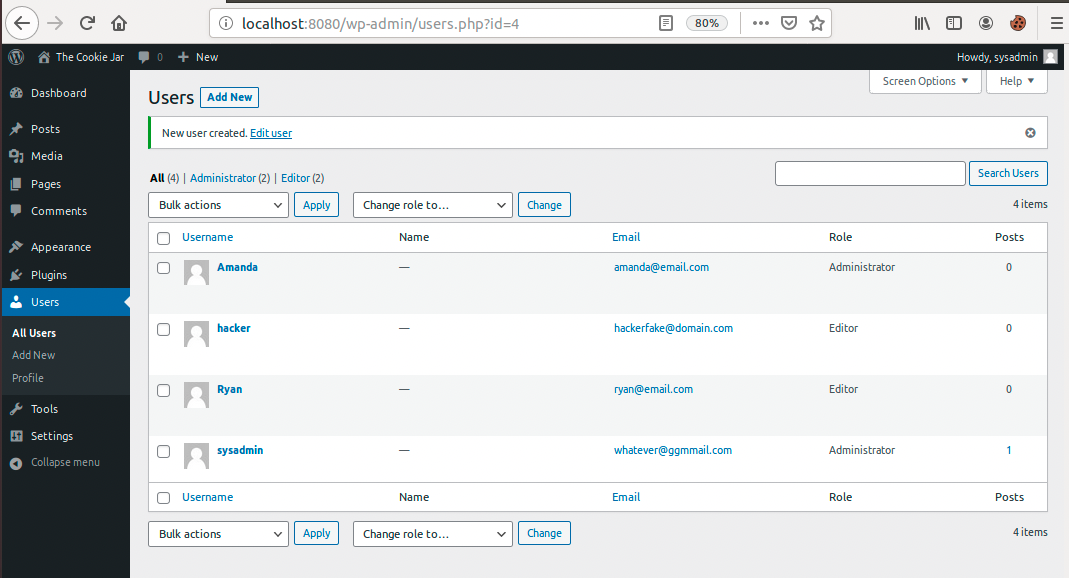 localhost:8080/wp-admin/users.php?id=4 80%
The Cookie Jar 0 New Howdy, sysadmin
Screen Options Help
Dashboard
Posts
Media
Pages
Comments
Appearance
Plugins
Users
All Users
Add New
Profile
Tools
Settings
Collapse menu
Users Add New
New user created. Edit user
All (4) | Administrator (2) | Editor (2)
Search Users
Bulk actions Apply Change role to... Change 4 items
Username Name Email Role Posts
Amanda — amanda@email.com Administrator 0
hacker — hackerfake@domain.com Editor 0
Ryan — ryan@email.com Editor 0
sysadmin — whatever@ggmmail.com Administrator 1
Username Name Email Role Posts
Bulk actions Apply Change role to... Change 4 items